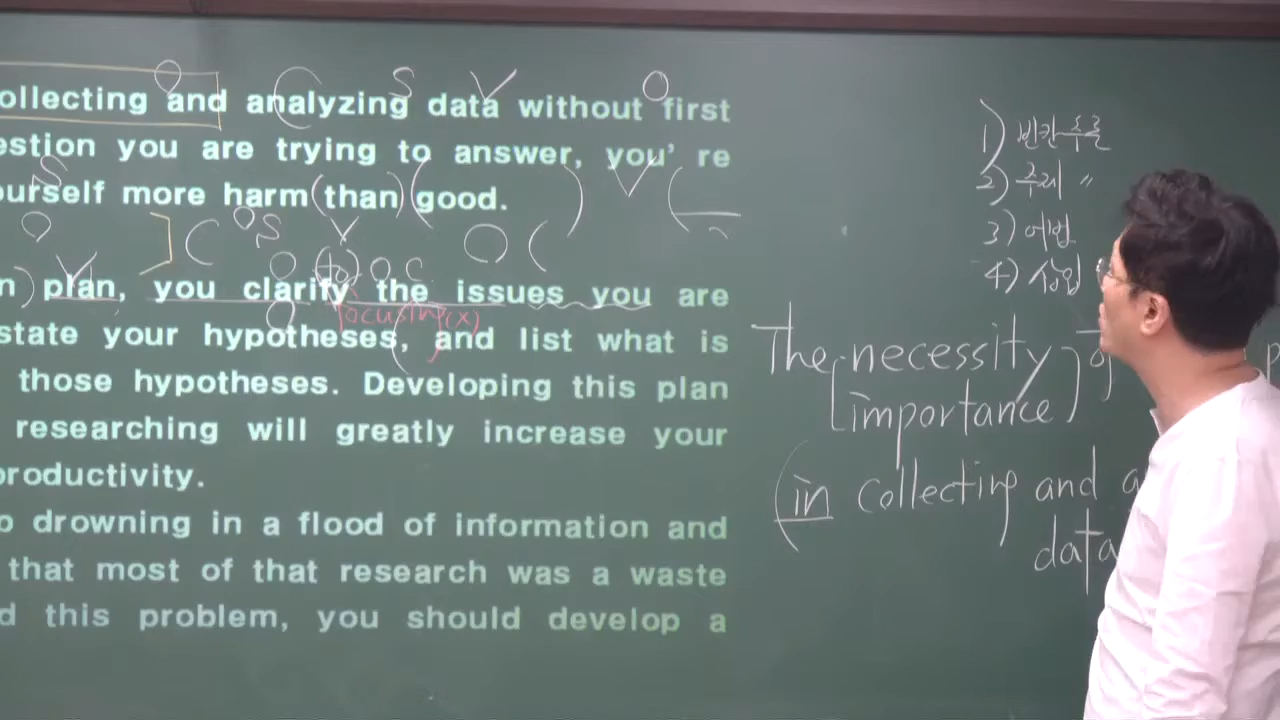 ollecting and analyzing data without first
estion you are trying to answer, you' re
ourself more harm than good.
n plan, you clarify the issues you are
focusing(x)
state your hypotheses, and list what is
those hypotheses. Developing this plan
researching will greatly increase your
productivity.
o drowning in a flood of information and
that most of that research was a waste
d this problem, you should develop a
1) 빈칸추론
2) 주제 〃
3) 어법
4)
The necessity
importance
(in collecting and a
data